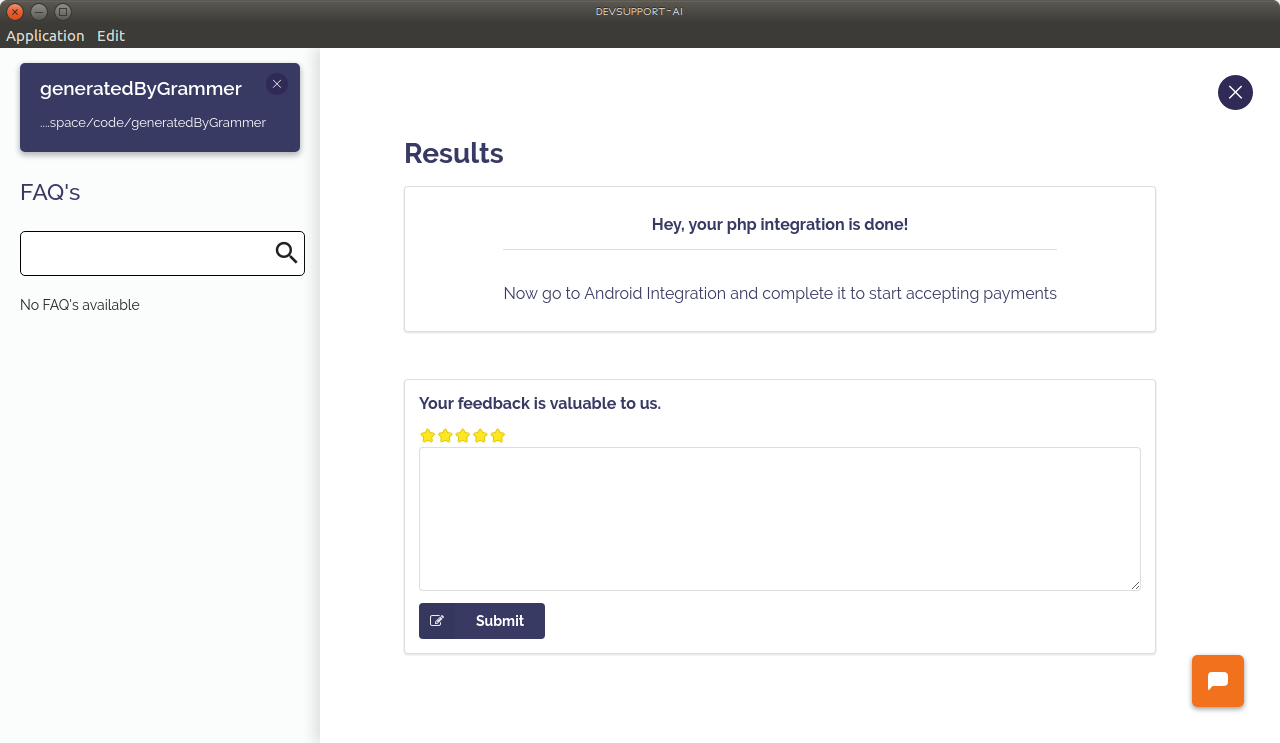 DEVSUPPORT-AI
Application Edit
generatedByGrammer
....space/code/generatedByGrammer
FAQ's
No FAQ's available
Results
Hey, your php integration is done!
Now go to Android Integration and complete it to start accepting payments
Your feedback is valuable to us.
Submit